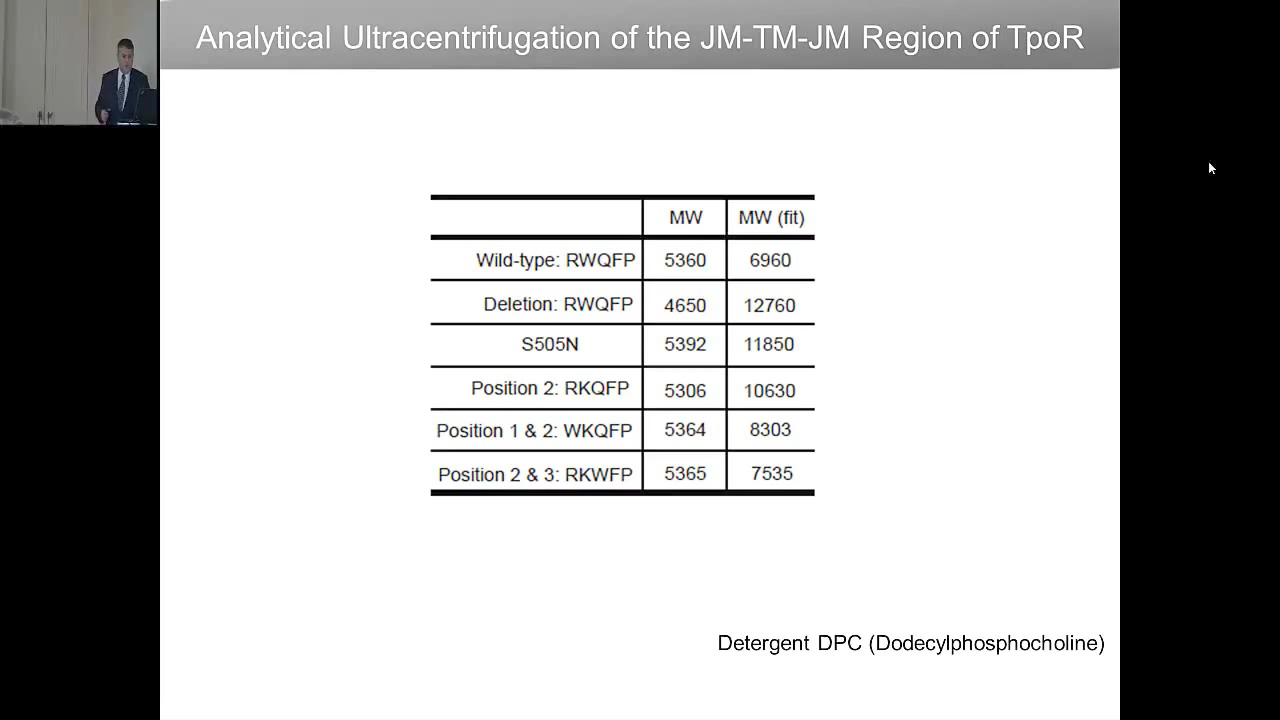 Analytical Ultracentrifugation of the JM-TM-JM Region of TpoR
MW MW (fit)
Wild-type: RWQFP 5360 6960
Deletion: RWQFP 4650 12760
S505N 5392 11850
Position 2: RKQFP 5306 10630
Position 1 & 2: WKQFP 5364 8303
Position 2 & 3: RKWFP 5365 7535
Detergent DPC (Dodecylphosphocholine)